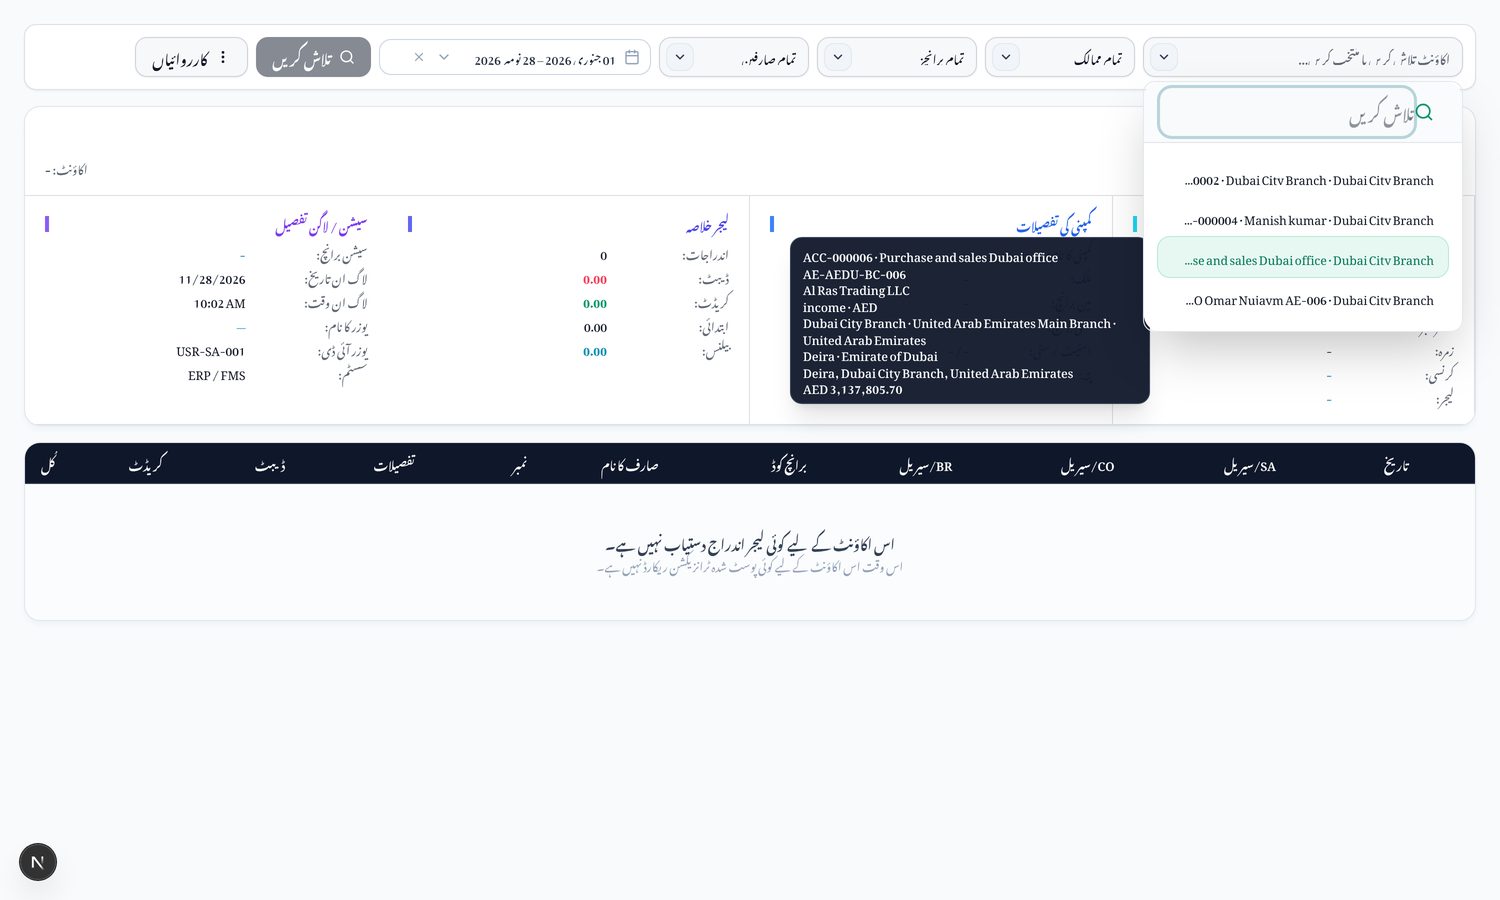 اکاؤنٹ تلاش کریں یا منتخب کریں...
تمام ممالک
تمام برانچز
تمام صارفین
01 جنوری 2026 – 28 نومبر 2026
تلاش کریں
کارروائیاں
تلاش کریں
...0002 · Dubai City Branch · Dubai City Branch
...-000004 · Manish kumar · Dubai City Branch
...se and sales Dubai office · Dubai City Branch
...O Omar Nujaym AE-006 · Dubai City Branch
اکاؤنٹ: -
زمرہ: -
کرنسی: -
لیجر: -
کمپنی کی تفصیلات
ACC-000006 · Purchase and sales Dubai office
AE-AEDU-BC-006
Al Ras Trading LLC
income · AED
Dubai City Branch · United Arab Emirates Main Branch ·
United Arab Emirates
Deira · Emirate of Dubai
Deira, Dubai City Branch, United Arab Emirates
AED 3,137,805.70
لیجر خلاصہ
اندراجات: 0
ڈیبٹ: 0.00
کریڈٹ: 0.00
ابتدائی: 0.00
بیلنس: 0.00
سیشن / لاگن تفصیل
سیشن برانچ: -
لاگ ان تاریخ: 11/28/2026
لاگ ان وقت: 10:02 AM
یوزر کا نام: —
یوزر آئی ڈی: USR-SA-001
سسٹم: ERP / FMS
تاریخ
SA/سیریل
CO/سیریل
BR/سیریل
برانچ کوڈ
صارف کا نام
نمبر
تفصیلات
ڈیبٹ
کریڈٹ
کل
اس اکاؤنٹ کے لیے کوئی لیجر اندراج دستیاب نہیں ہے۔
اس وقت اس اکاؤنٹ کے لیے کوئی پوسٹ شدہ ٹرانزیکشن ریکارڈ نہیں ہے۔
N